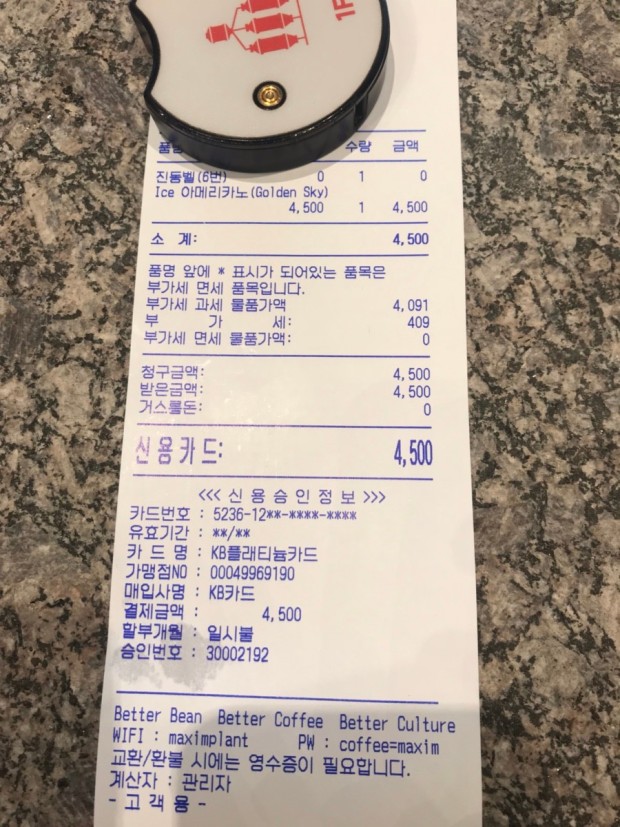 1F
수량 금액
진동벨(6번) 0 1 0
Ice 아메리카노(Golden Sky)
4,500 1 4,500
소 계: 4,500
품명 앞에 * 표시가 되어있는 품목은
부가세 면세 품목입니다.
부가세 과세 물품가액 4,091
부 가 세: 409
부가세 면세 물품가액: 0
청구금액: 4,500
받은금액: 4,500
거스름돈: 0
신용카드: 4,500
<<< 신용승인정보 >>>
카드번호 : 5236-12**-****-****
유효기간 : **/**
카 드 명 : KB플래티늄카드
가맹점NO : 00049969190
매입사명 : KB카드
결제금액 : 4,500
할부개월 : 일시불
승인번호 : 30002192
Better Bean Better Coffee Better Culture
WIFI : maximplant PW : coffee=maxim
교환/환불 시에는 영수증이 필요합니다.
계산자 : 관리자
- 고 객 용 -